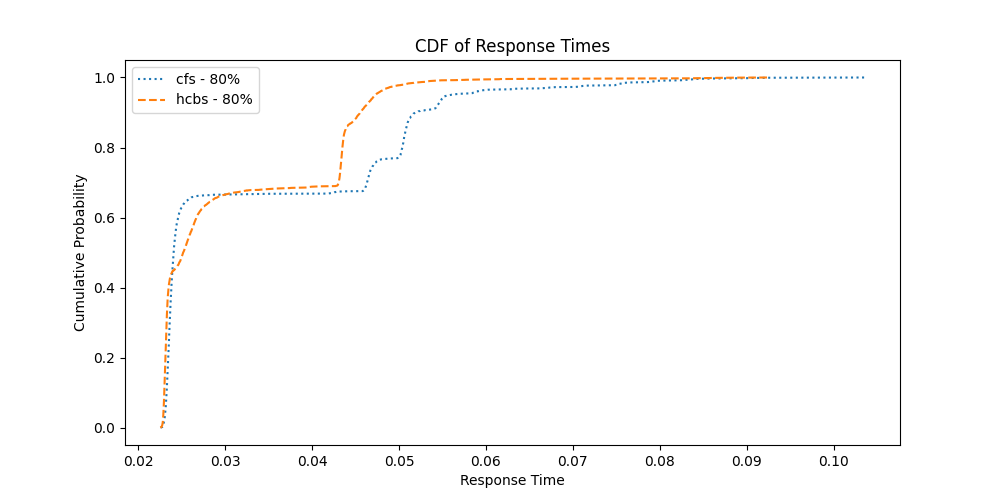 CDF of Response Times
cfs - 80%
hcbs - 80%
Cumulative Probability
1.0
0.8
0.6
0.4
0.2
0.0
0.02 0.03 0.04 0.05 0.06 0.07 0.08 0.09 0.10
Response Time